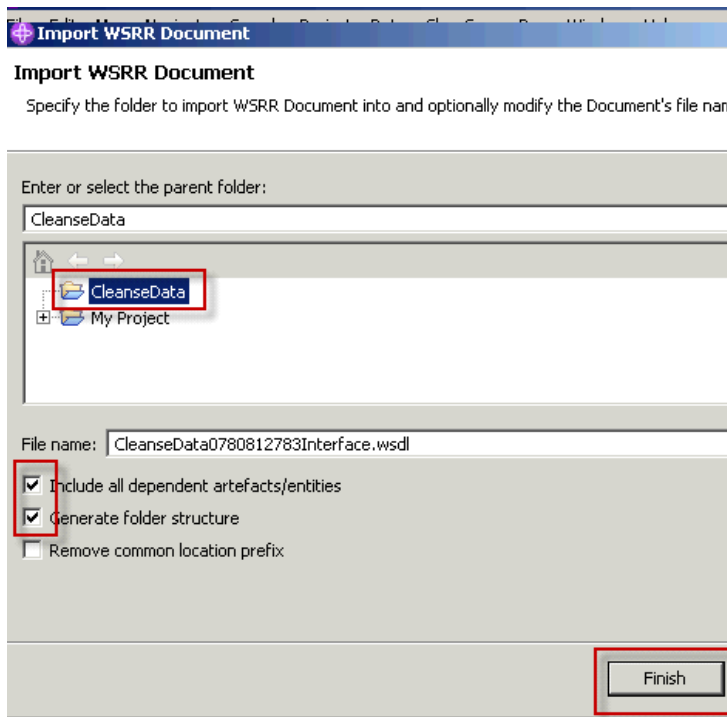 Import WSRR Document
Import WSRR Document
Specify the folder to import WSRR Document into and optionally modify the Document's file
Enter or select the parent folder:
CleanseData
CleanseData
My Project
File name: CleanseData0780812783Interface.wsdl
Include all dependent artefacts/entities
Generate folder structure
Remove common location prefix
Finish